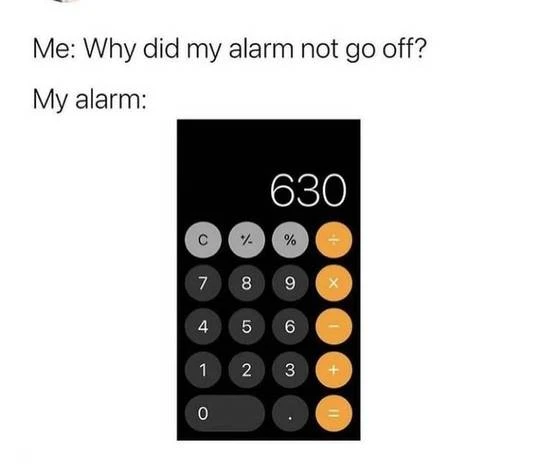 Me: Why did my alarm not go off?
My alarm:
630
C +/- % ÷
7 8 9 ×
4 5 6 −
1 2 3 +
0 . =